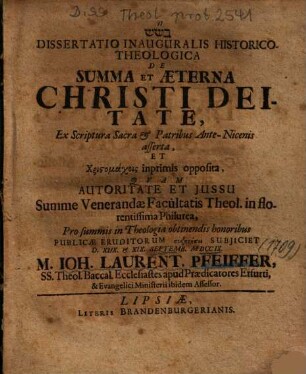 Diss. Theol. prof. 2541
בשש
DISSERTATIO INAUGURALIS HISTORICO-
THEOLOGICA
DE
SUMMA ET ÆTERNA
CHRISTI DEI-
TATE,
Ex Scriptura Sacra & Patribus Ante-Nicenis
asserta,
ET
Χριστομάχοις inprimis opposita,
QUAM
AUTORITATE ET JUSSU
Summe Venerandæ Facultatis Theol. in flo-
rentissima Philurea,
Pro summis in Theologia obtinendis honoribus
PUBLICÆ ERUDITORUM SUBJICIET
(1709)
M. IOH. LAURENT. PFEIFFER,
SS. Theol. Baccal. Ecclesiastes apud Prædicatores Erfurti,
& Evangelici Ministerii ibidem Assessor.
LIPSIÆ,
LITERIS BRANDENBURGERIANIS.